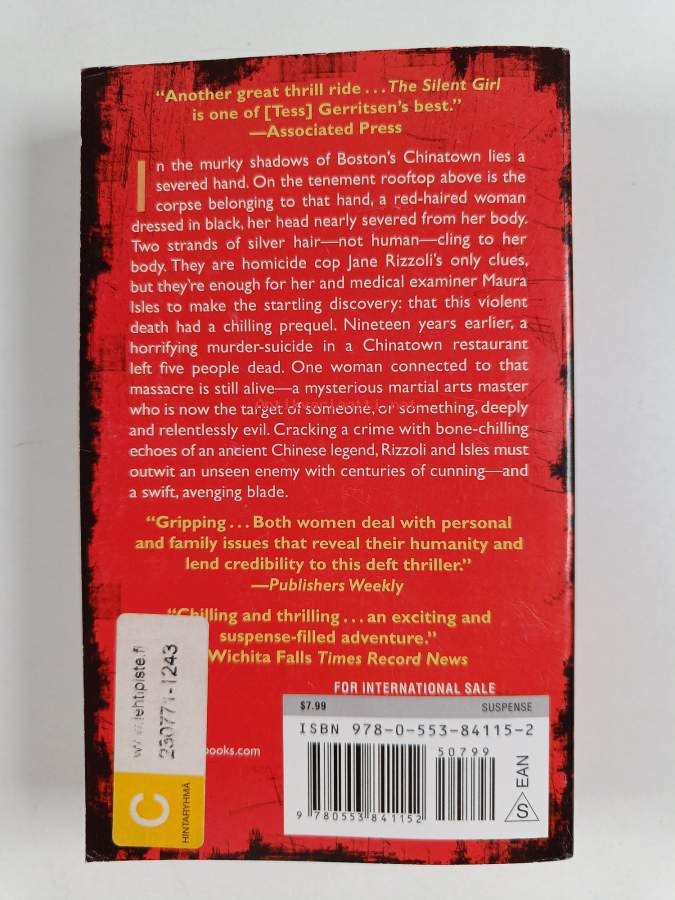 “Another great thrill ride . . . The Silent Girl
is one of [Tess] Gerritsen’s best.”
—Associated Press
In the murky shadows of Boston’s Chinatown lies a
severed hand. On the tenement rooftop above is the
corpse belonging to that hand, a red-haired woman
dressed in black, her head nearly severed from her body.
Two strands of silver hair—not human—cling to her
body. They are homicide cop Jane Rizzoli’s only clues,
but they’re enough for her and medical examiner Maura
Isles to make the startling discovery: that this violent
death had a chilling prequel. Nineteen years earlier, a
horrifying murder-suicide in a Chinatown restaurant
left five people dead. One woman connected to that
massacre is still alive—a mysterious martial arts master
who is now the target of someone, or something, deeply
and relentlessly evil. Cracking a crime with bone-chilling
echoes of an ancient Chinese legend, Rizzoli and Isles must
outwit an unseen enemy with centuries of cunning—and
a swift, avenging blade.
“Gripping . . . Both women deal with personal
and family issues that reveal their humanity and
lend credibility to this deft thriller.”
—Publishers Weekly
“Chilling and thrilling . . . an exciting and
suspense-filled adventure.”
Wichita Falls Times Record News
FOR INTERNATIONAL SALE
$7.99 SUSPENSE
ISBN 978-0-553-84115-2
50799
EAN
S
9 780553 841152
books.com
www.lehtipiste.fi
230771-1243
C
HINTARYHMÄ